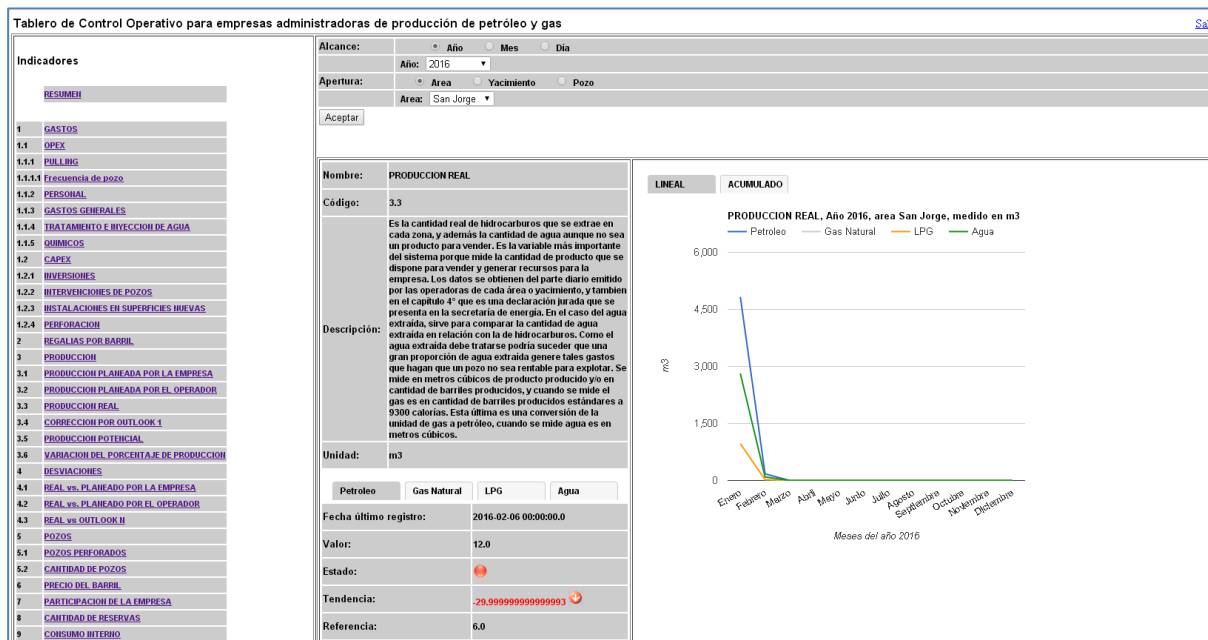 Tablero de Control Operativo para empresas administradoras de producción de petróleo y gas
Indicadores
RESUMEN
1 GASTOS
1.1 OPEX
1.1.1 PULLING
1.1.1.1 Frecuencia de pozo
1.1.2 PERSONAL
1.1.3 GASTOS GENERALES
1.1.4 TRATAMIENTO E INYECCION DE AGUA
1.1.5 QUIMICOS
1.2 CAPEX
1.2.1 INVERSIONES
1.2.2 INTERVENCIONES DE POZOS
1.2.3 INSTALACIONES EN SUPERFICIES NUEVAS
1.2.4 PERFORACION
2 REGALIAS POR BARRIL
3 PRODUCCION
3.1 PRODUCCION PLANEADA POR LA EMPRESA
3.2 PRODUCCION PLANEADA POR EL OPERADOR
3.3 PRODUCCION REAL
3.4 CORRECCION POR OUTLOOK 1
3.5 PRODUCCION POTENCIAL
3.6 VARIACION DEL PORCENTAJE DE PRODUCCION
4 DESVIACIONES
4.1 REAL vs. PLANEADO POR LA EMPRESA
4.2 REAL vs. PLANEADO POR EL OPERADOR
4.3 REAL vs OUTLOOK N
5 POZOS
5.1 POZOS PERFORADOS
5.2 CANTIDAD DE POZOS
6 PRECIO DEL BARRIL
7 PARTICIPACION DE LA EMPRESA
8 CANTIDAD DE RESERVAS
9 CONSUMO INTERNO
Alcance: Año Mes Dia
Año: 2016
Apertura: Area Yacimiento Pozo
Area: San Jorge
Aceptar
Nombre: PRODUCCION REAL
Código: 3.3
Descripción:
Es la cantidad real de hidrocarburos que se extrae en
cada zona, y además la cantidad de agua aunque no sea
un producto para vender. Es la variable más importante
del sistema porque mide la cantidad de producto que se
dispone para vender y generar recursos para la
empresa. Los datos se obtienen del parte diario emitido
por las operadoras de cada área o yacimiento, y tambien
en el capítulo 4° que es una declaración jurada que se
presenta en la secretaría de energía. En el caso del agua
extraída, sirve para comparar la cantidad de agua
extraída en relación con la de hidrocarburos. Como el
agua extraída debe tratarse podría suceder que una
gran proporción de agua extraída genere tales gastos
que hagan que un pozo no sea rentable para explotar. Se
mide en metros cúbicos de producto producido y/o en
cantidad de barriles producidos, y cuando se mide el
gas es en cantidad de barriles producidos estándares a
9300 calorías. Esta última es una conversión de la
unidad de gas a petróleo, cuando se mide agua es en
metros cúbicos.
Unidad: m3
Petroleo Gas Natural LPG Agua
Fecha último registro: 2016-02-06 00:00:00.0
Valor: 12.0
Estado:
Tendencia: -29.999999999999993
Referencia: 6.0
LINEAL ACUMULADO
PRODUCCION REAL, Año 2016, area San Jorge, medido en m3
Petroleo Gas Natural LPG Agua
6,000
4,500
3,000
1,500
0
m3
Enero Febrero Marzo Abril Mayo Junio Julio Agosto Septiembre Octubre Noviembre Diciembre
Meses del año 2016